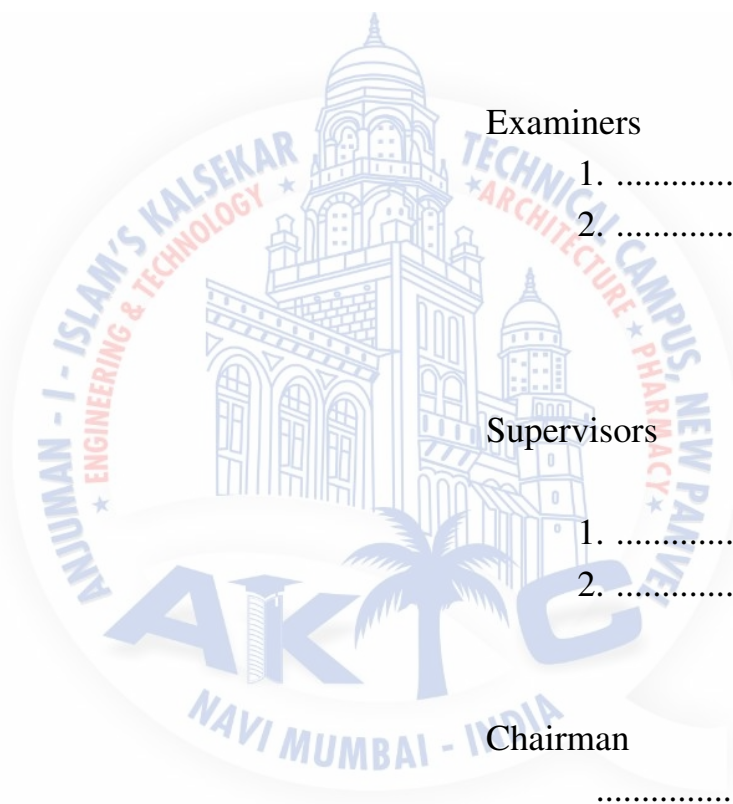 Examiners
1. .............
2. .............
Supervisors
1. .............
2. .............
Chairman
...............
ANJUMAN - I - ISLAM'S KALSEKAR TECHNICAL CAMPUS, NEW PANVEL
★ ENGINEERING & TECHNOLOGY ★ ARCHITECTURE ★ PHARMACY ★
AKTC
NAVI MUMBAI - INDIA